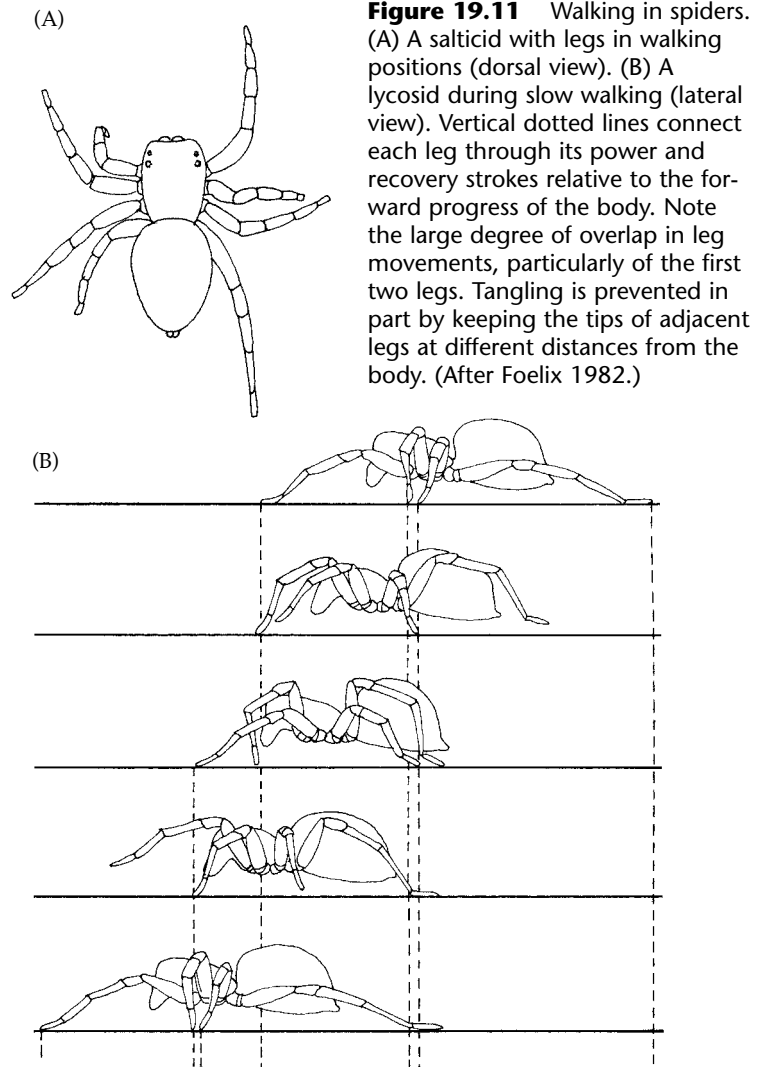 (A)
Figure 19.11 Walking in spiders.
(A) A salticid with legs in walking
positions (dorsal view). (B) A
lycosid during slow walking (lateral
view). Vertical dotted lines connect
each leg through its power and
recovery strokes relative to the for-
ward progress of the body. Note
the large degree of overlap in leg
movements, particularly of the first
two legs. Tangling is prevented in
part by keeping the tips of adjacent
legs at different distances from the
body. (After Foelix 1982.)
(B)